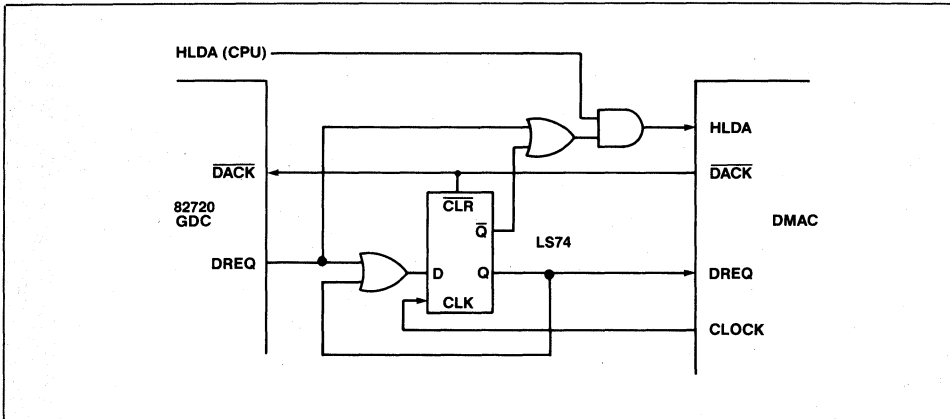 HLDA (CPU)
HLDA
DACK
CLR
DACK
82720
GDC
Q
LS74
DMAC
DREQ
D
Q
DREQ
CLK
CLOCK